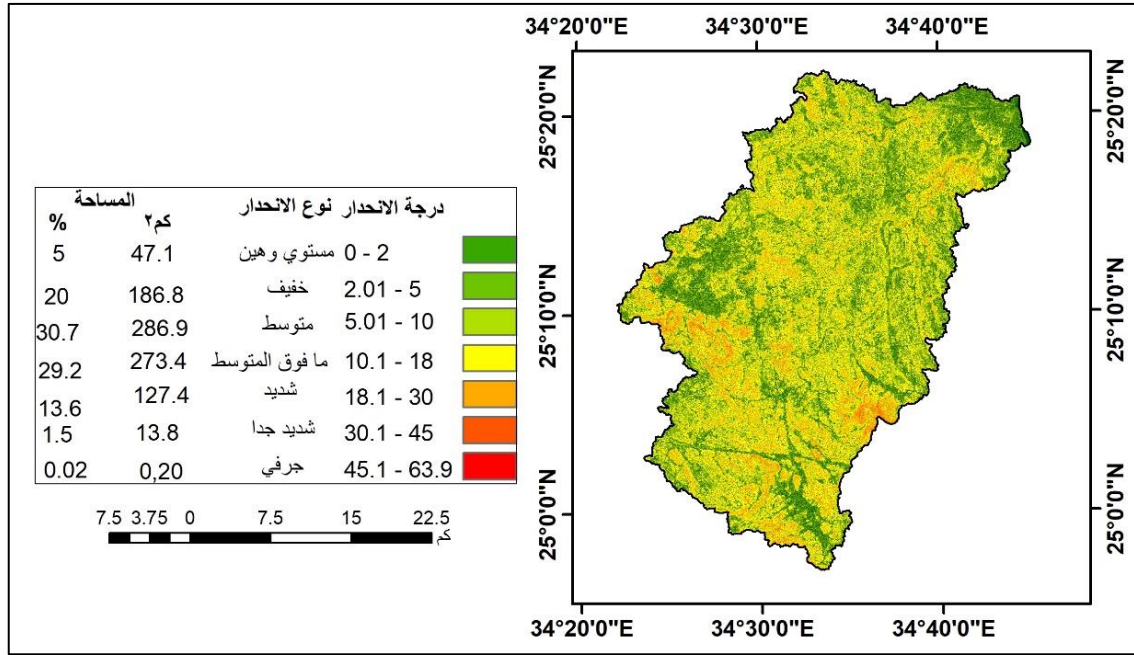 34°20'0"E 34°30'0"E 34°40'0"E
25°20'0"N
25°10'0"N
25°0'0"N
25°20'0"N
25°10'0"N
25°0'0"N
34°20'0"E 34°30'0"E 34°40'0"E
درجة الانحدار نوع الانحدار المساحة
كم٢ %
0 - 2 مستوي وهين 47.1 5
2.01 - 5 خفيف 186.8 20
5.01 - 10 متوسط 286.9 30.7
10.1 - 18 ما فوق المتوسط 273.4 29.2
18.1 - 30 شديد 127.4 13.6
30.1 - 45 شديد جدا 13.8 1.5
45.1 - 63.9 جرفي 0,20 0.02
7.5 3.75 0 7.5 15 22.5
كم